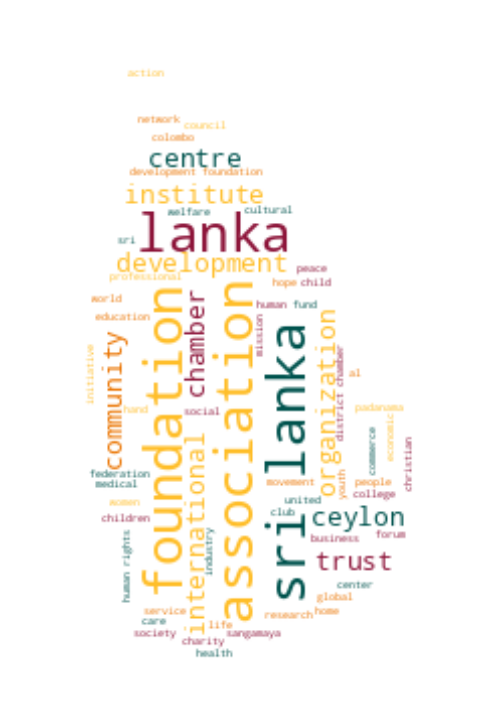 action
network
council
colombo
centre
development foundation
institute
welfare
cultural
sri
lanka
development
peace
professional
hope
child
world
human
fund
education
foundation
chamber
association
mission
sri lanka
organization
district chamber
al
initiative
community
hand
social
padanama
economic
commerce
christian
international
federation
medical
movement
youth
people
college
women
united
children
club
ceylon
human rights
industry
business
forum
trust
center
global
service
research
home
care
life
society
sangamaya
charity
health